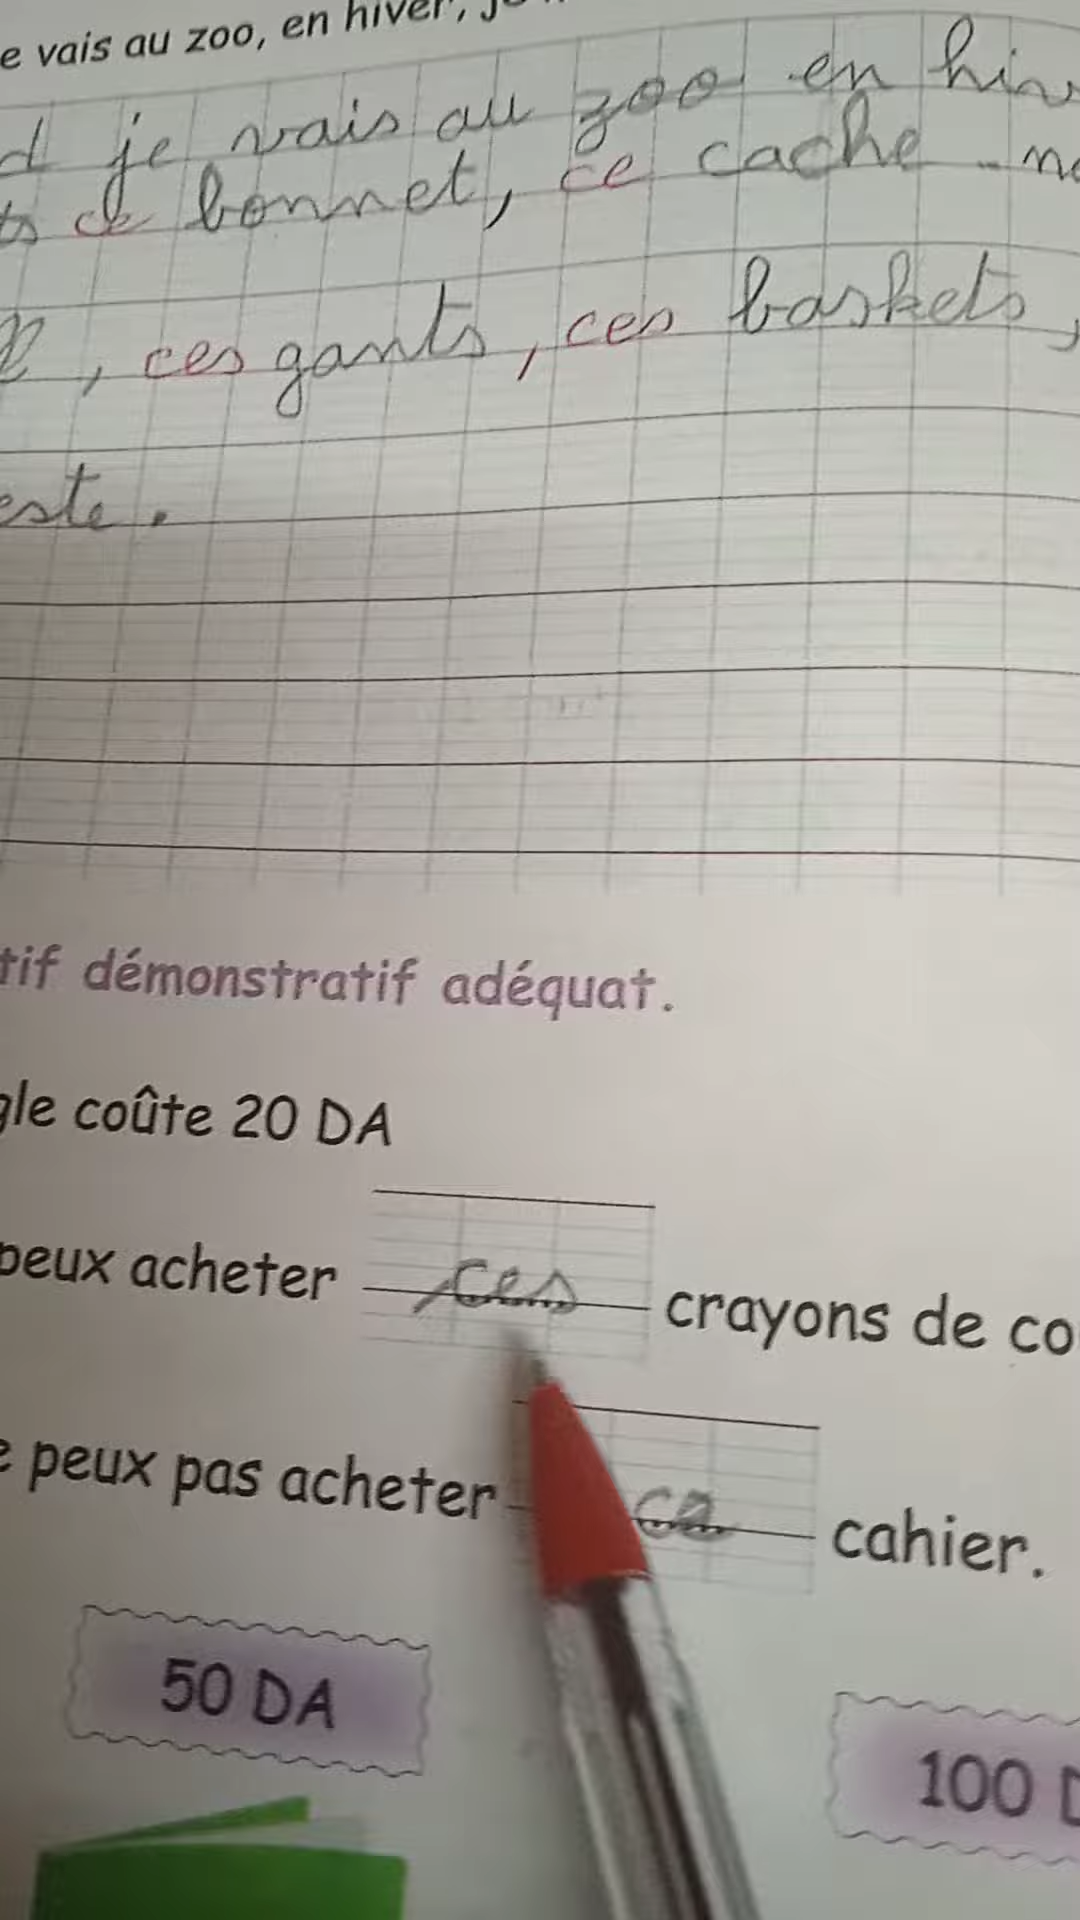 e vais au zoo, en hiver,
je vais au zoo en hiv
ce bonnet, ce cache
, ces gants, ces baskets,
este.
tif démonstratif adéquat.
gle coûte 20 DA
peux acheter ces crayons de co
e peux pas acheter ce cahier.
50 DA
100 D